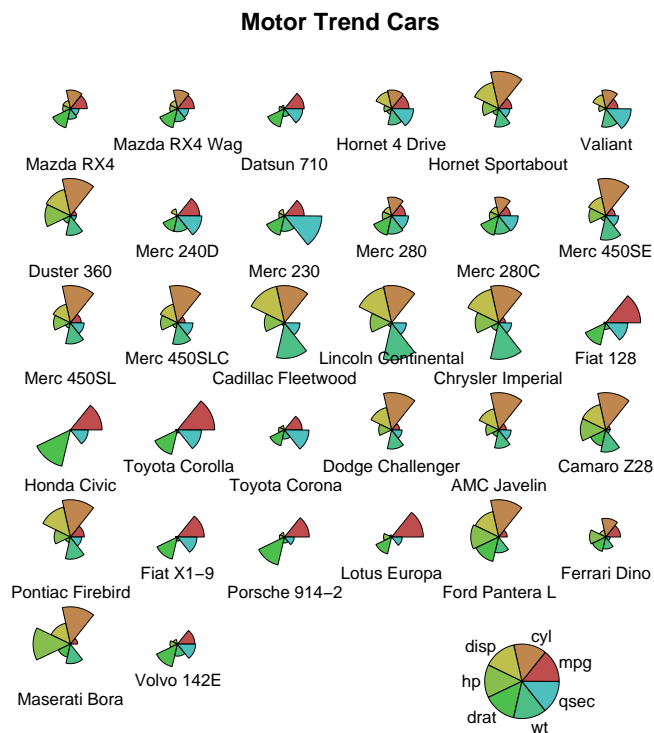 Motor Trend Cars
Mazda RX4
Mazda RX4 Wag
Datsun 710
Hornet 4 Drive
Hornet Sportabout
Valiant
Duster 360
Merc 240D
Merc 230
Merc 280
Merc 280C
Merc 450SE
Merc 450SL
Merc 450SLC
Cadillac Fleetwood
Lincoln Continental
Chrysler Imperial
Fiat 128
Honda Civic
Toyota Corolla
Toyota Corona
Dodge Challenger
AMC Javelin
Camaro Z28
Pontiac Firebird
Fiat X1−9
Porsche 914−2
Lotus Europa
Ford Pantera L
Ferrari Dino
Maserati Bora
Volvo 142E
mpg
cyl
disp
hp
drat
wt
qsec